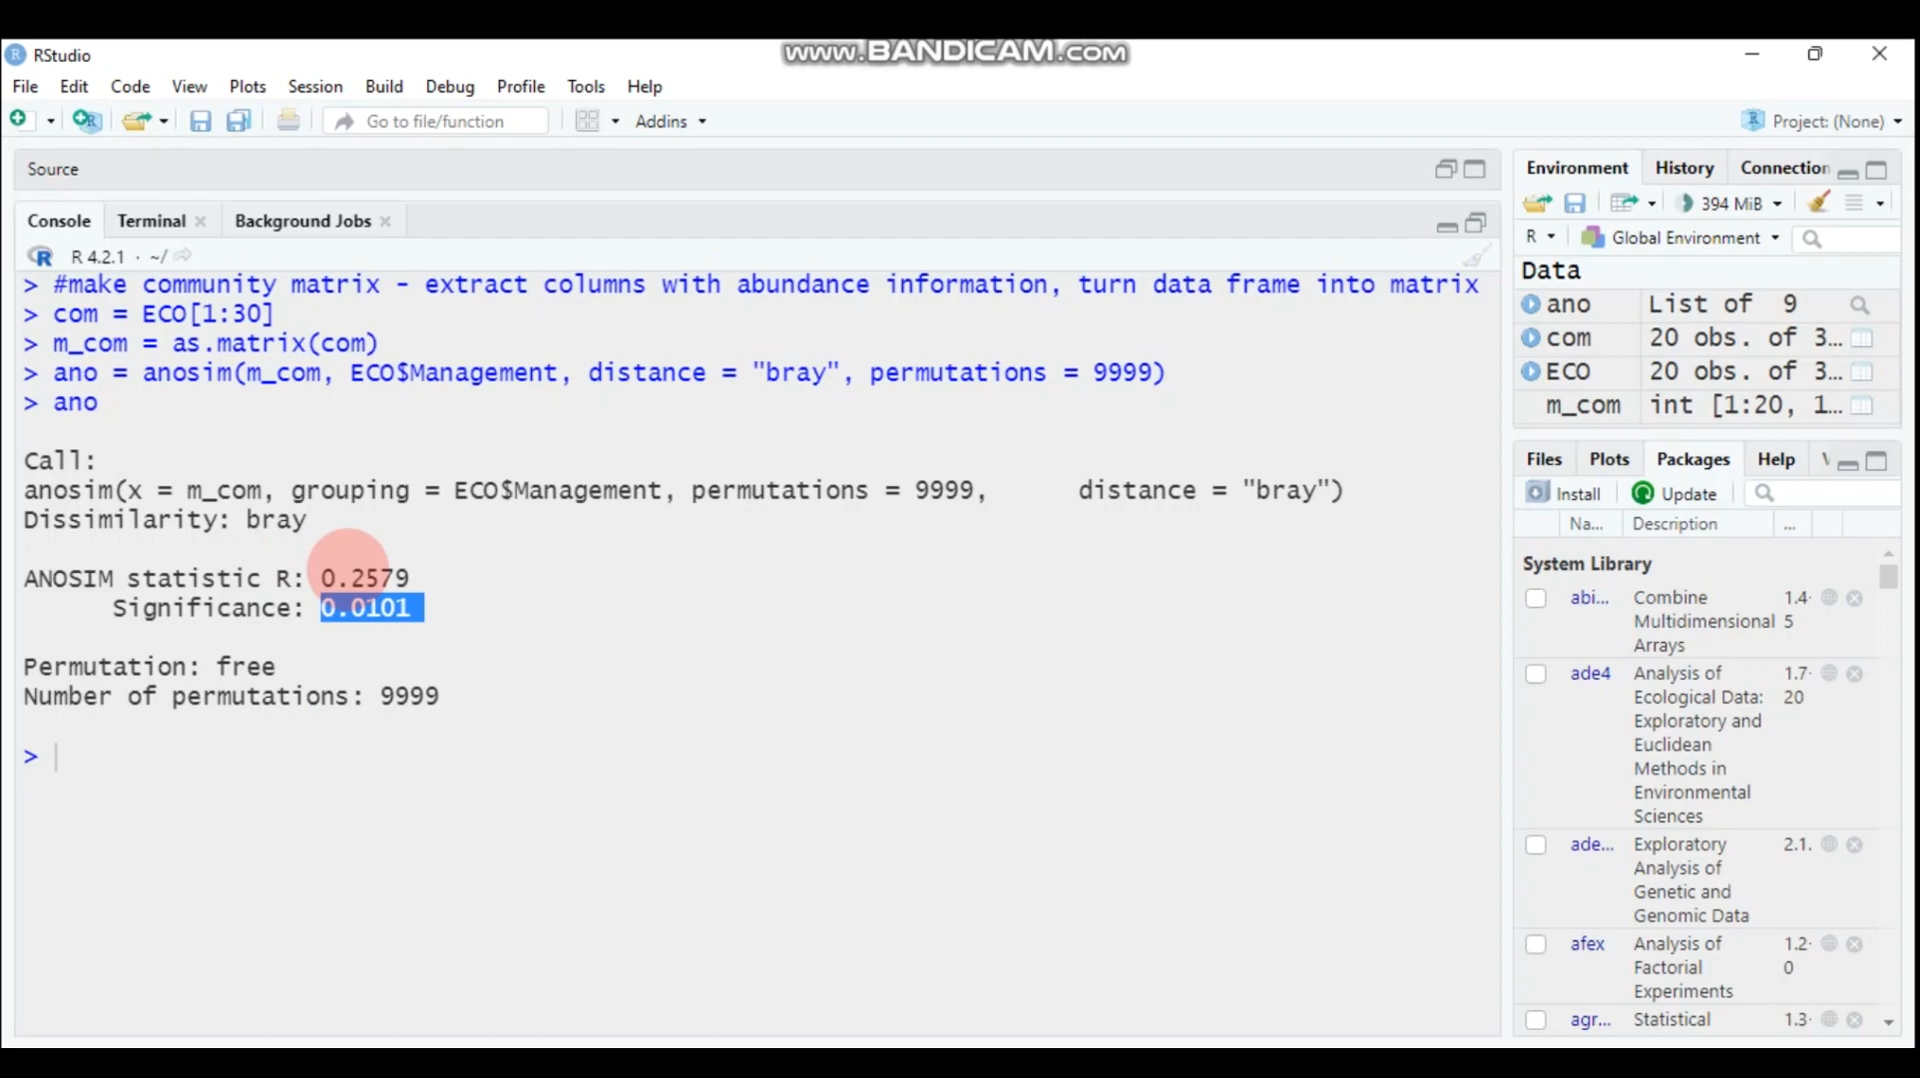 www.BANDICAM.com
RStudio
File Edit Code View Plots Session Build Debug Profile Tools Help
Go to file/function Addins Project: (None)
Source
Console Terminal Background Jobs
R 4.2.1 · ~/
> #make community matrix - extract columns with abundance information, turn data frame into matrix
> com = ECO[1:30]
> m_com = as.matrix(com)
> ano = anosim(m_com, ECO$Management, distance = "bray", permutations = 9999)
> ano
Call:
anosim(x = m_com, grouping = ECO$Management, permutations = 9999,      distance = "bray")
Dissimilarity: bray
ANOSIM statistic R: 0.2579
Significance: 0.0101
Permutation: free
Number of permutations: 9999
>
Environment History Connection
394 MiB
R Global Environment
Data
ano List of 9
com 20 obs. of 3...
ECO 20 obs. of 3...
m_com int [1:20, 1...
Files Plots Packages Help
Install Update
Na... Description ...
System Library
abi... Combine 1.4-
Multidimensional 5
Arrays
ade4 Analysis of 1.7-
Ecological Data: 20
Exploratory and
Euclidean
Methods in
Environmental
Sciences
ade... Exploratory 2.1.
Analysis of
Genetic and
Genomic Data
afex Analysis of 1.2-
Factorial 0
Experiments
agr... Statistical 1.3-